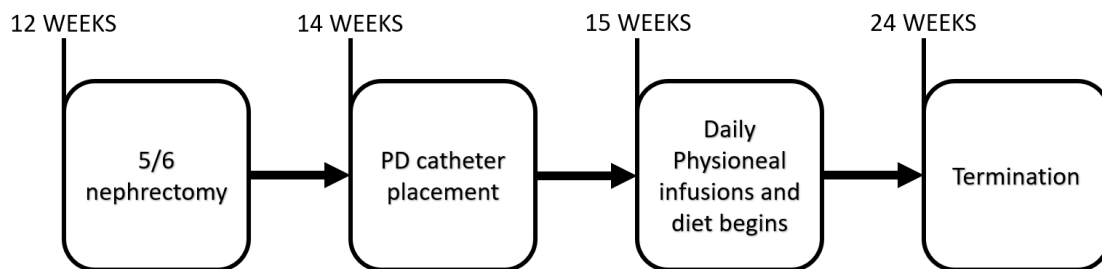 12 WEEKS
14 WEEKS
15 WEEKS
24 WEEKS
5/6
nephrectomy
PD catheter
placement
Daily
Physioneal
infusions and
diet begins
Termination